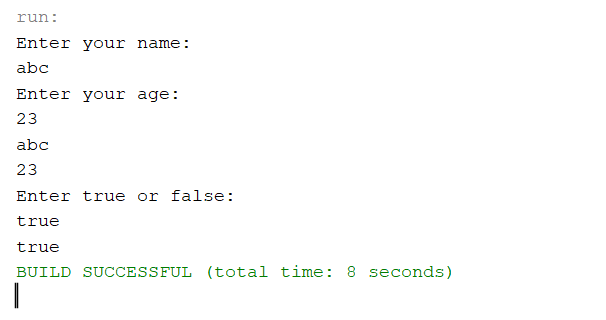 run:
Enter your name:
abc
Enter your age:
23
abc
23
Enter true or false:
true
true
BUILD SUCCESSFUL (total time: 8 seconds)